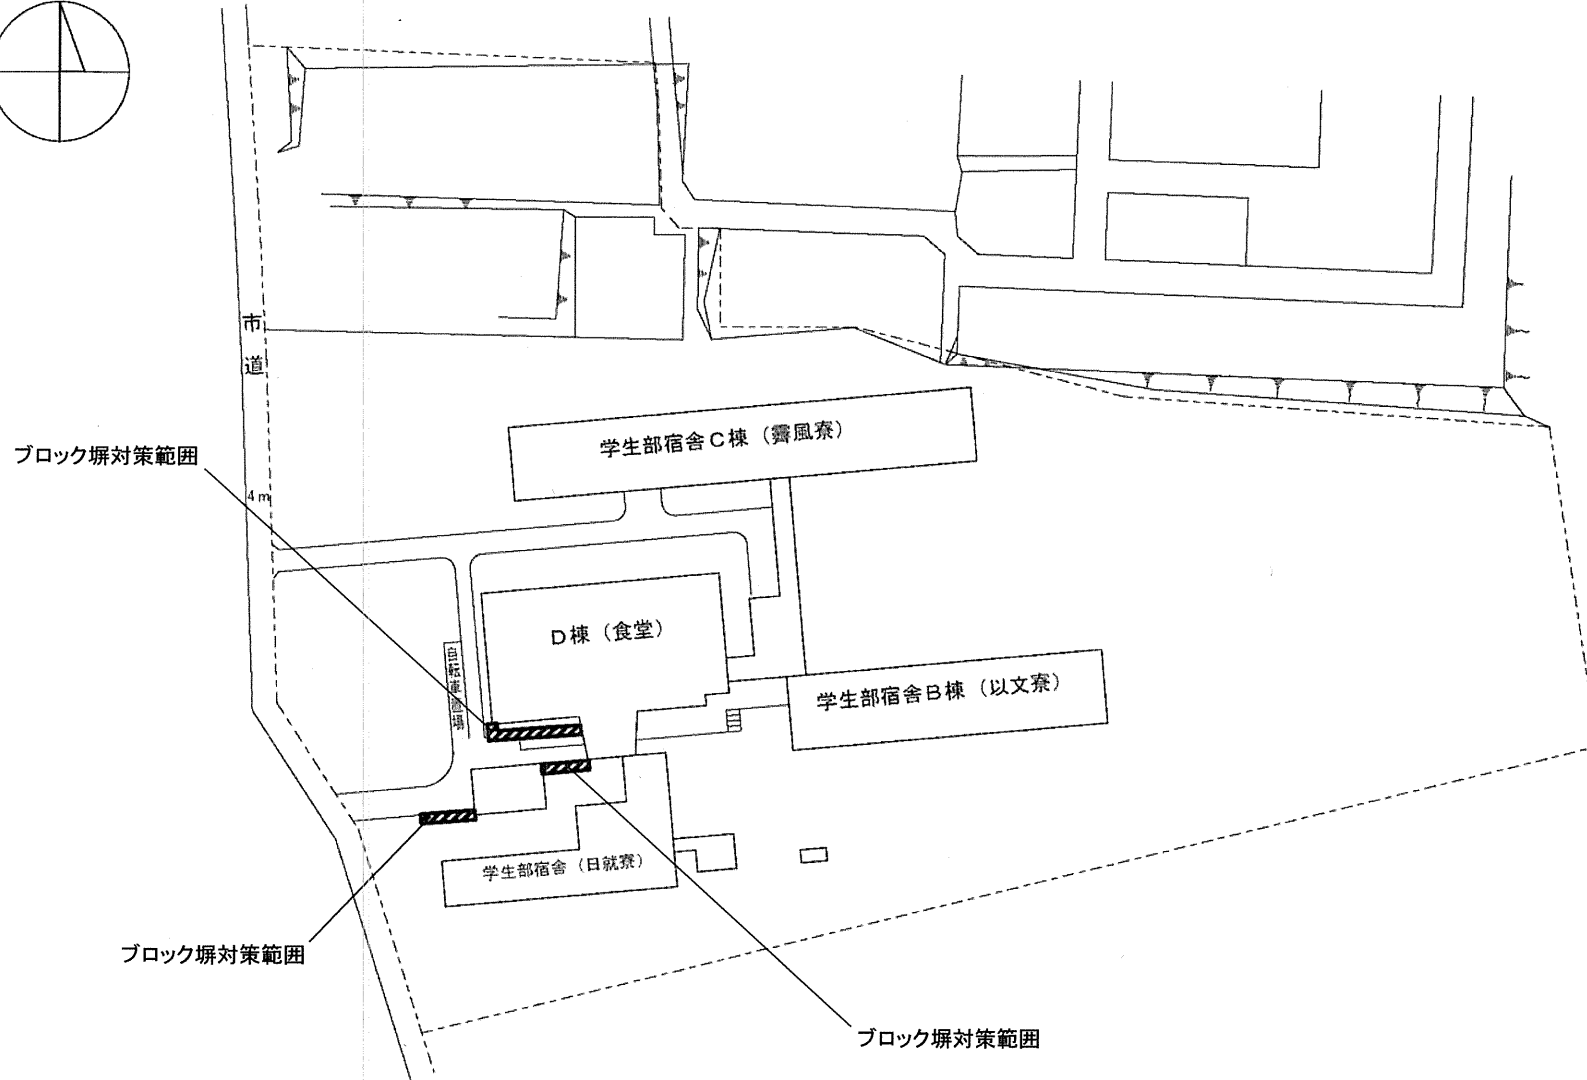 市
道
学生部宿舎C棟（霽風寮）
ブロック塀対策範囲
4m
D棟（食堂）
自転車置場
学生部宿舎B棟（以文寮）
学生部宿舎（日就寮）
ブロック塀対策範囲
ブロック塀対策範囲